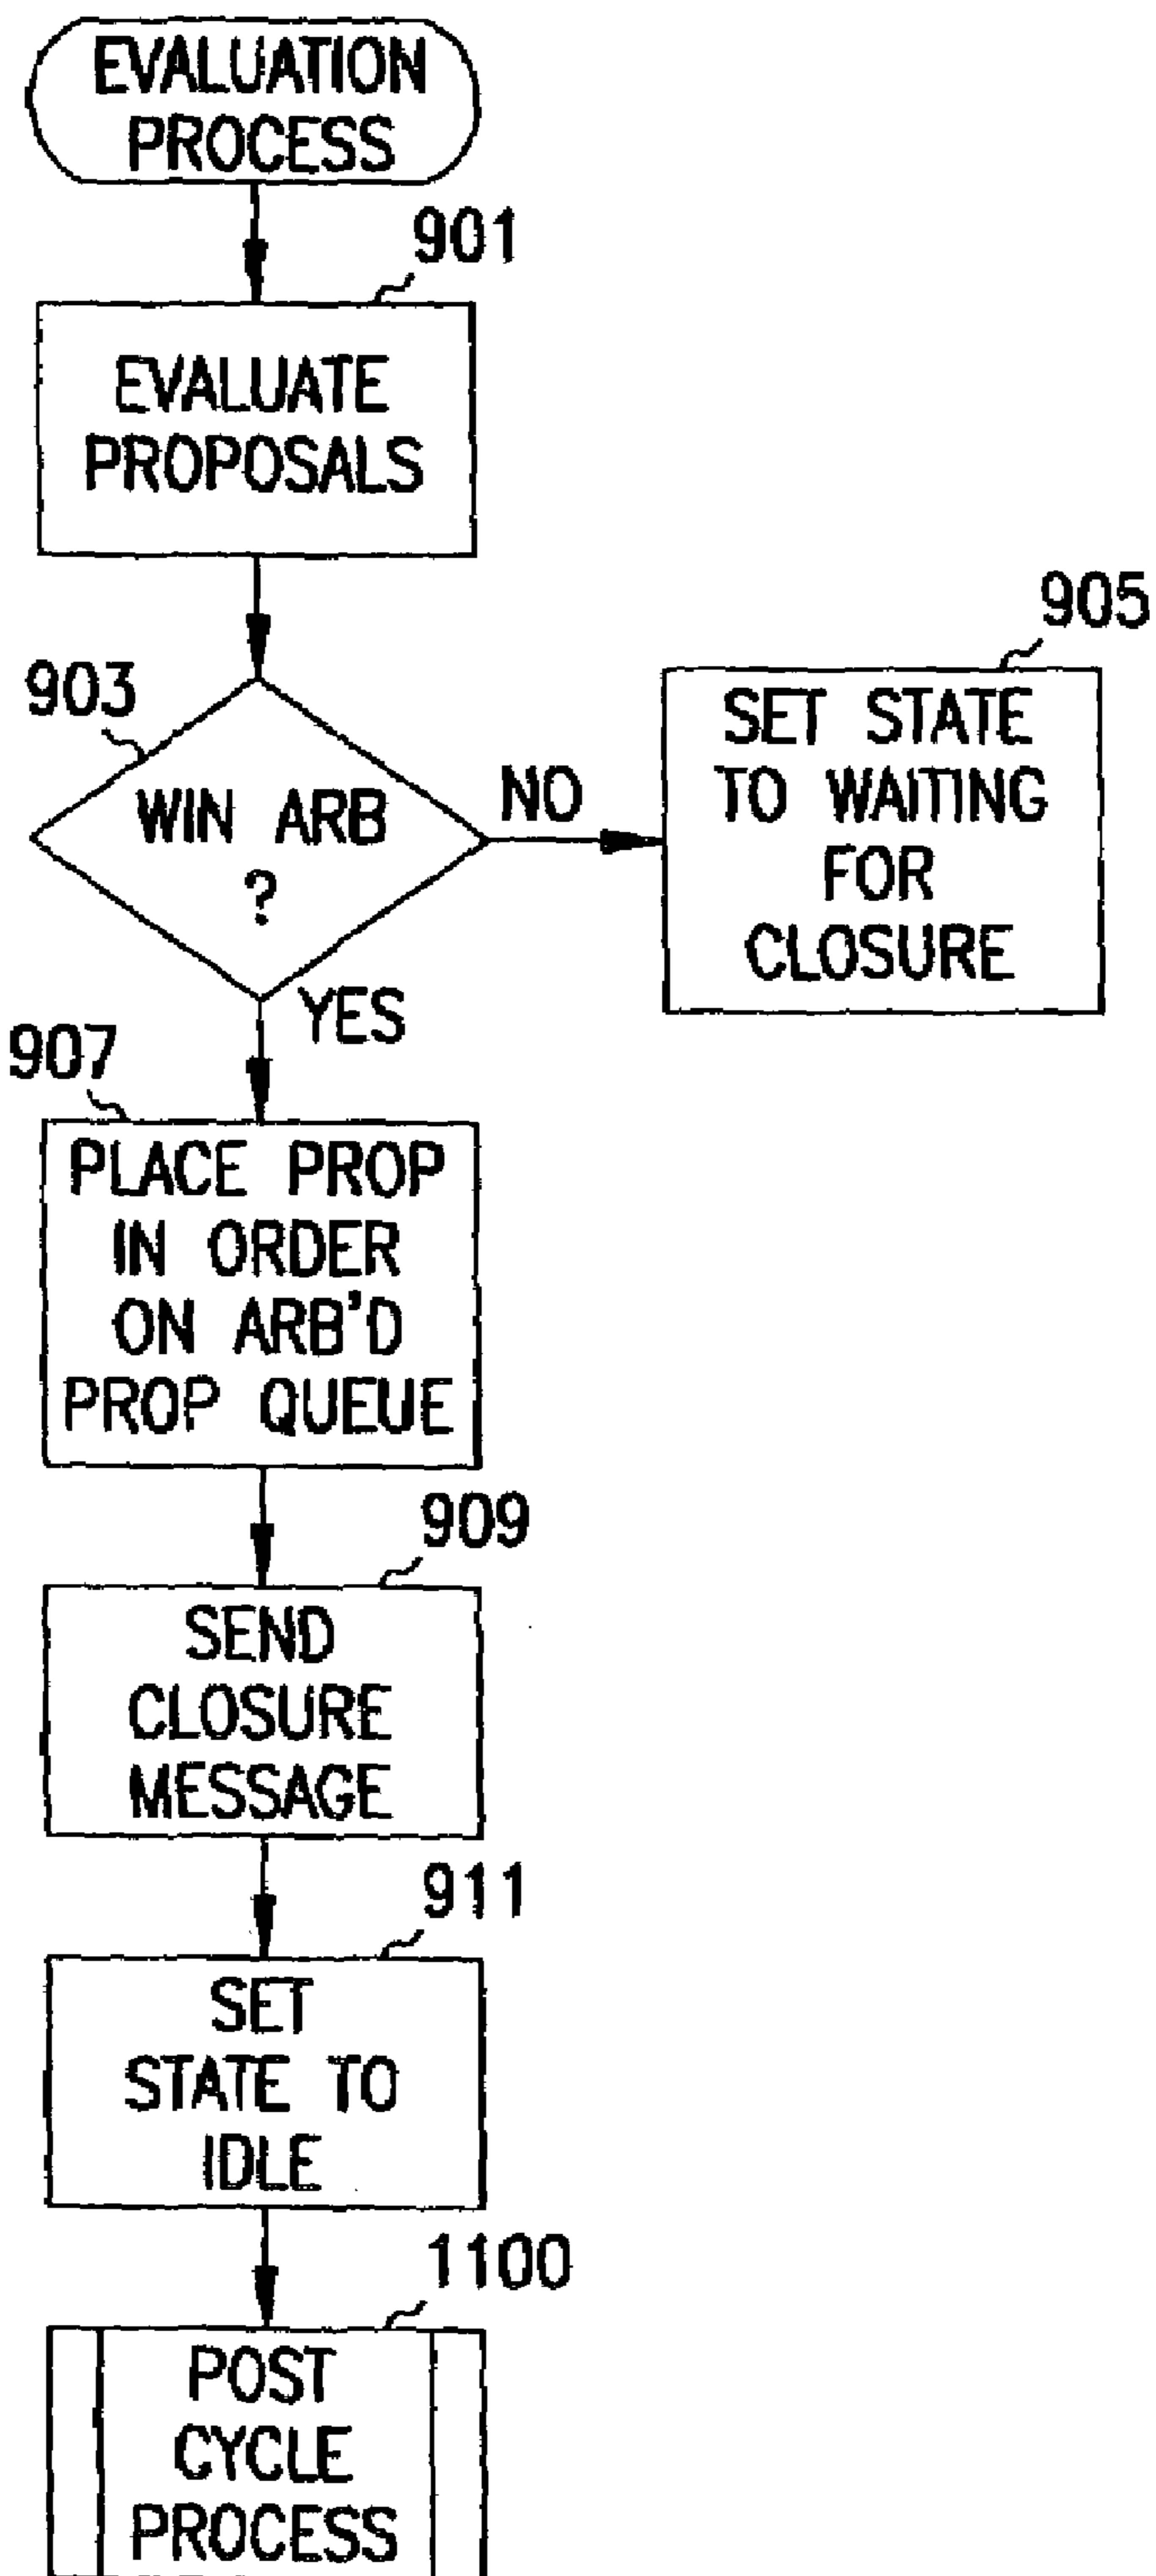 EVALUATION
PROCESS
901
EVALUATE
PROPOSALS
903
WIN ARB
?
NO
905
SET STATE
TO WAITING
FOR
CLOSURE
YES
907
PLACE PROP
IN ORDER
ON ARB'D
PROP QUEUE
909
SEND
CLOSURE
MESSAGE
911
SET
STATE TO
IDLE
1100
POST
CYCLE
PROCESS